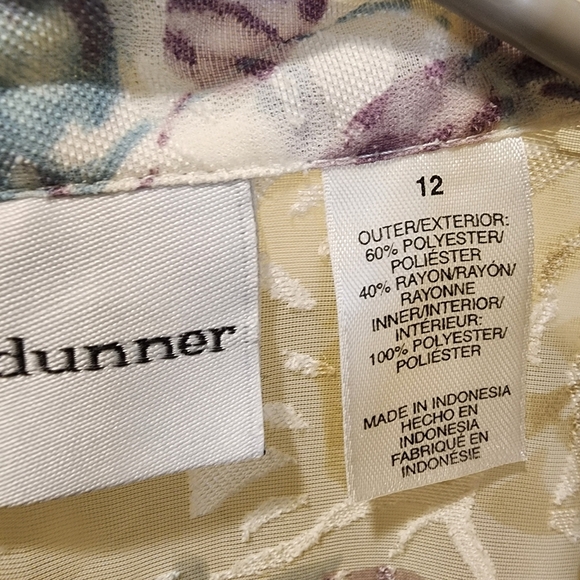 dunner
12
OUTER/EXTERIOR:
60% POLYESTER/
POLIÉSTER
40% RAYON/RAYÓN/
RAYONNE
INNER/INTERIOR/
INTÉRIEUR:
100% POLYESTER/
POLIÉSTER
MADE IN INDONESIA
HECHO EN
INDONESIA
FABRIQUÉ EN
INDONÉSIE